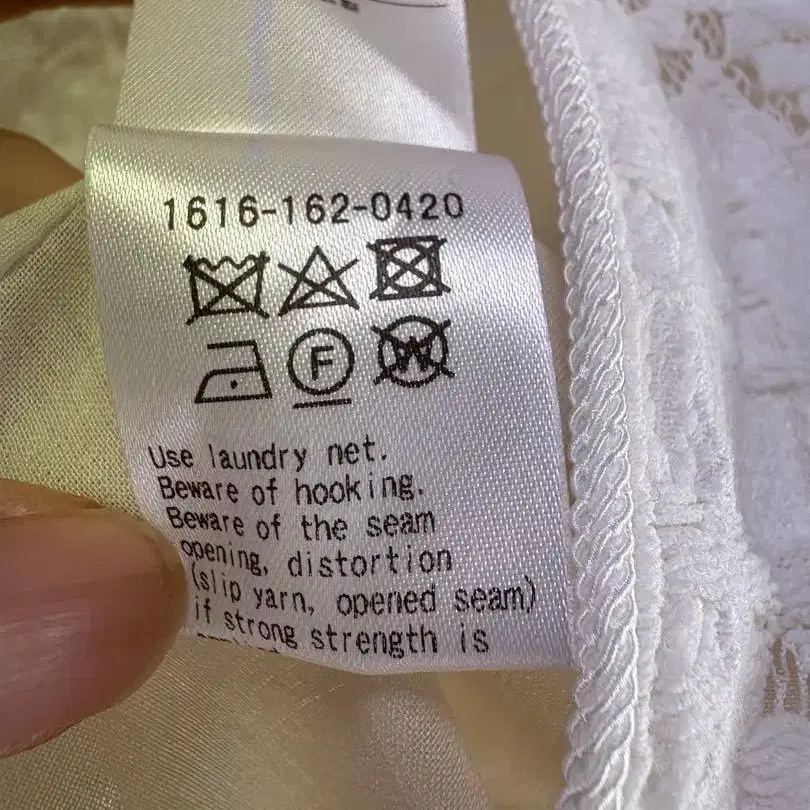 1616-162-0420
F
W
Use laundry net.
Beware of hooking.
Beware of the seam
opening, distortion
(slip yarn, opened seam)
if strong strength is